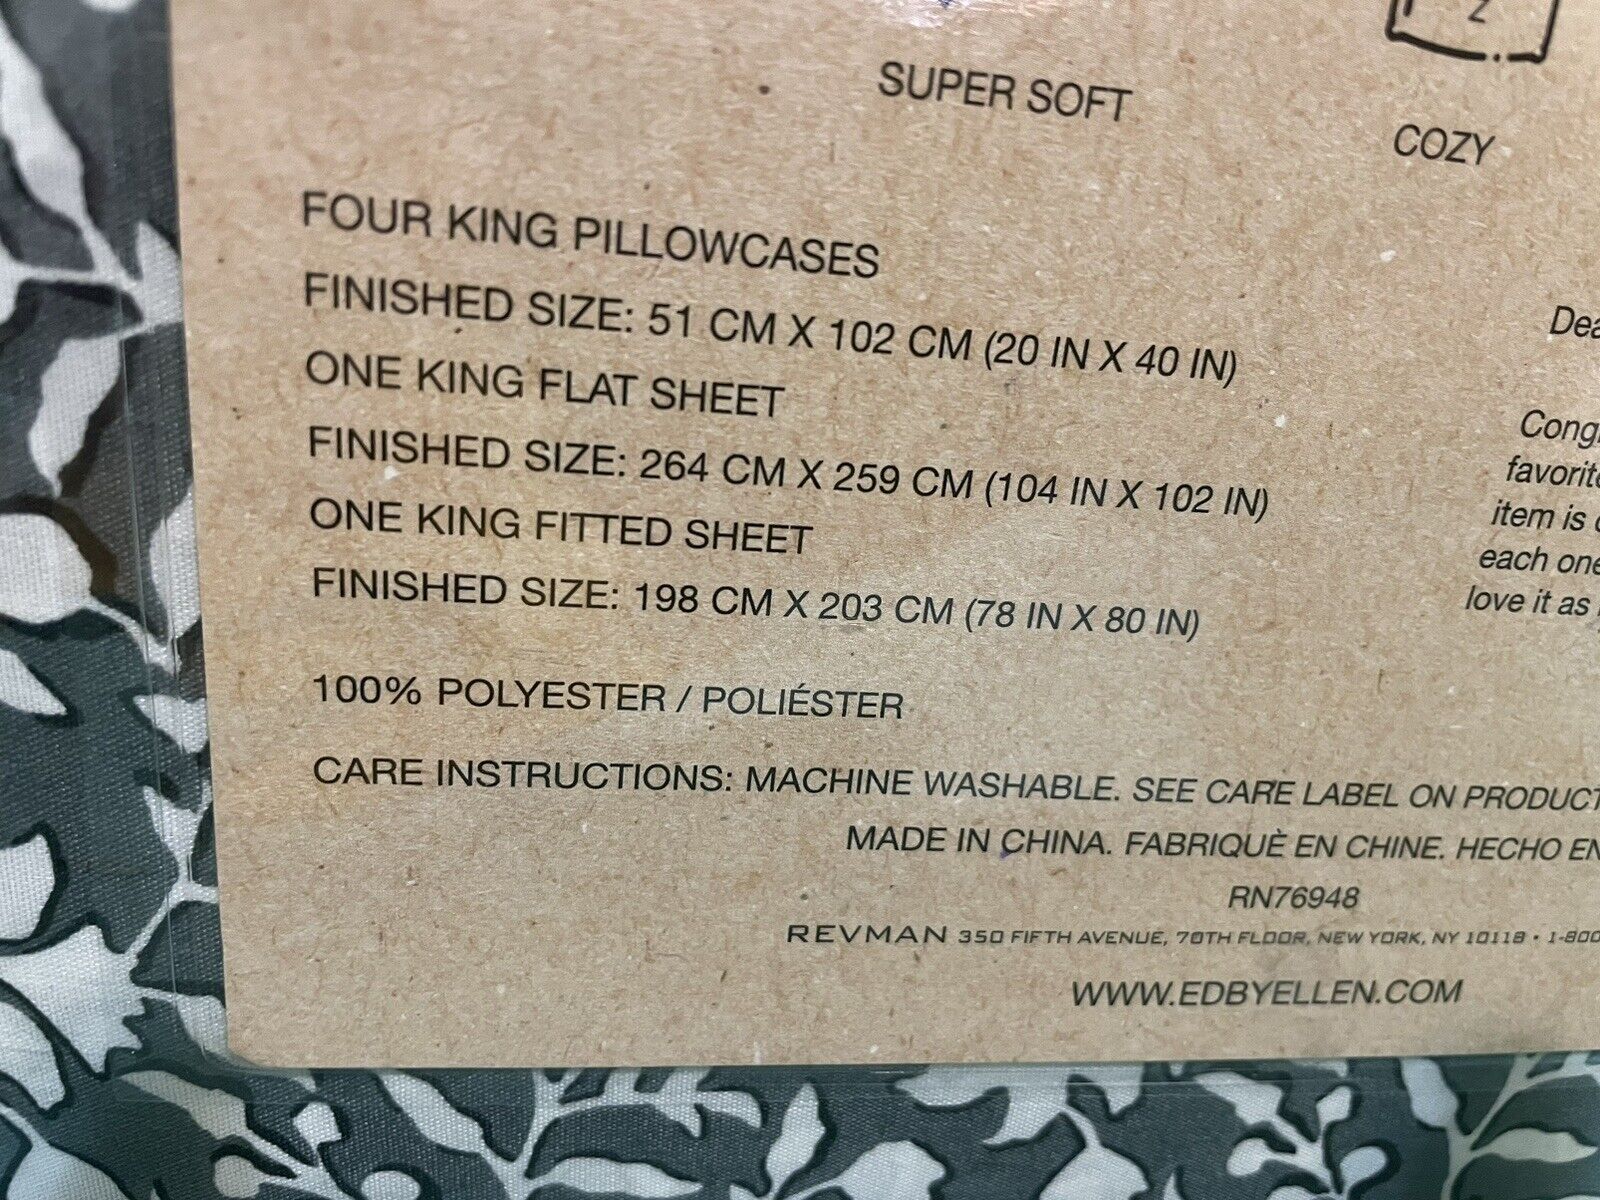 Z
SUPER SOFT
COZY
FOUR KING PILLOWCASES
FINISHED SIZE: 51 CM X 102 CM (20 IN X 40 IN)
ONE KING FLAT SHEET
FINISHED SIZE: 264 CM X 259 CM (104 IN X 102 IN)
ONE KING FITTED SHEET
FINISHED SIZE: 198 CM X 203 CM (78 IN X 80 IN)
100% POLYESTER / POLIÉSTER
CARE INSTRUCTIONS: MACHINE WASHABLE. SEE CARE LABEL ON PRODUCT
MADE IN CHINA. FABRIQUÈ EN CHINE. HECHO EN
RN76948
REVMAN 350 FIFTH AVENUE, 70TH FLOOR, NEW YORK, NY 10118 • 1-800
WWW.EDBYELLEN.COM
favorite
item is
each one
love it as